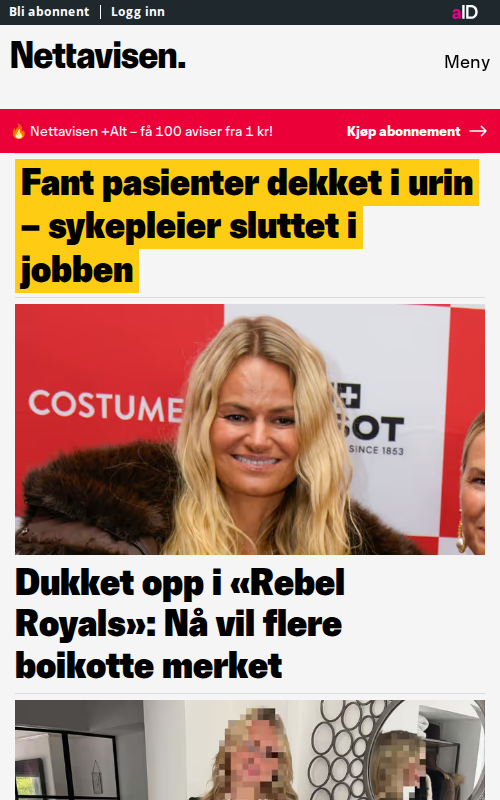 Bli abonnent | Logg inn
aID
Nettavisen.
Meny
🔥 Nettavisen +Alt – få 100 aviser fra 1 kr!
Kjøp abonnement →
Fant pasienter dekket i urin
– sykepleier sluttet i
jobben
COSTUME
SOT
SINCE 1853
Dukket opp i «Rebel
Royals»: Nå vil flere
boikotte merket